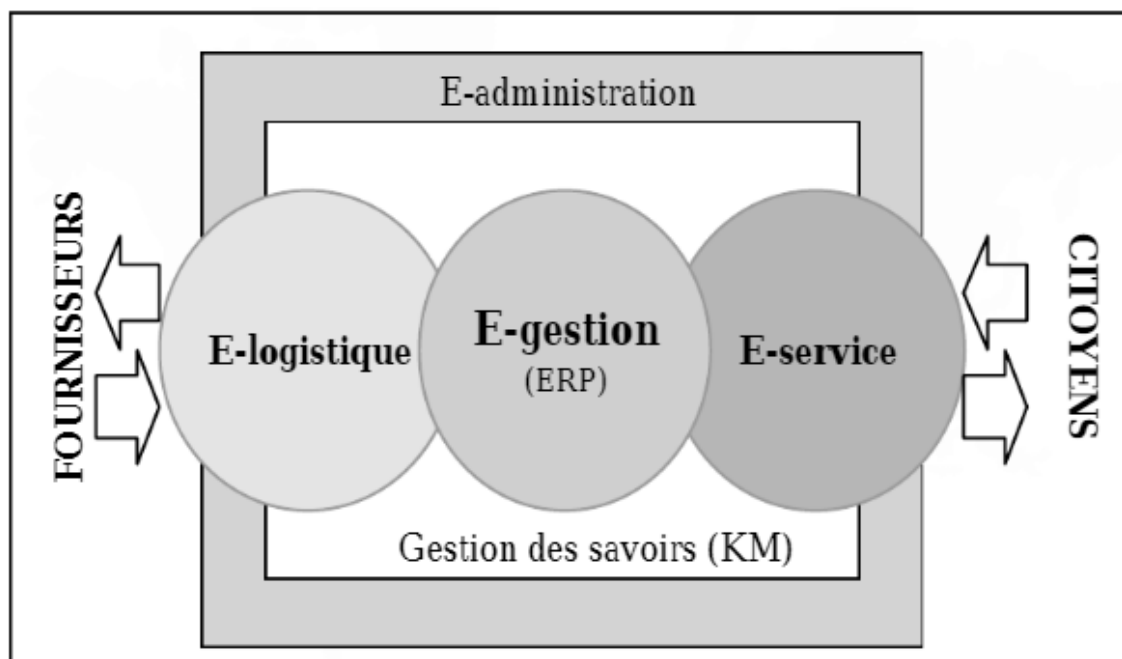 E-administration
FOURNISSEURS
E-logistique
E-gestion
(ERP)
E-service
CITOYENS
Gestion des savoirs (KM)